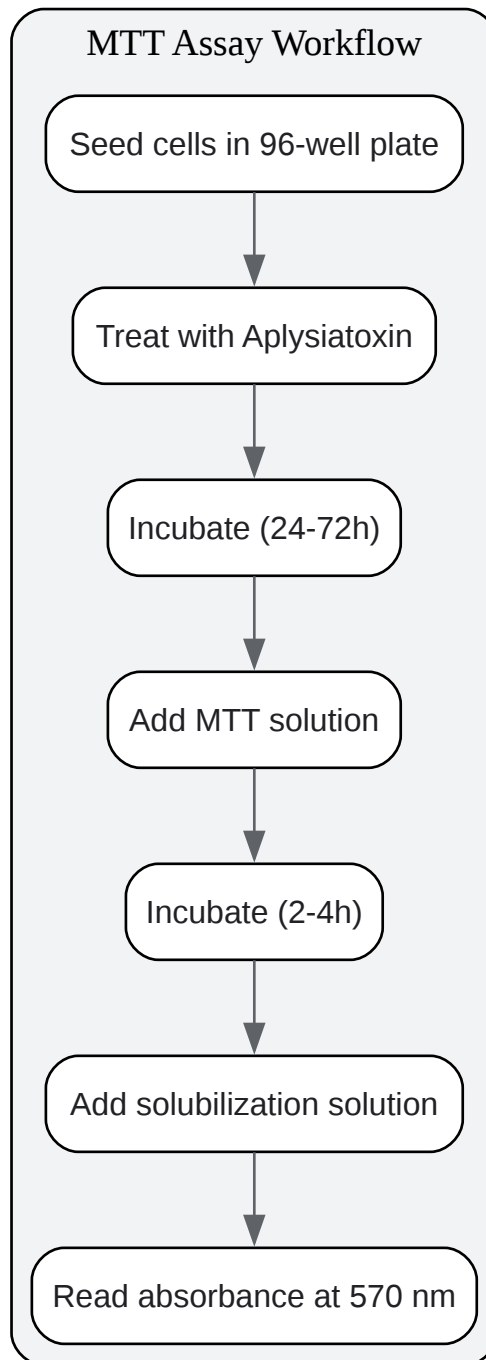 MTT Assay Workflow
Seed cells in 96-well plate
Treat with Aplysiatoxin
Incubate (24-72h)
Add MTT solution
Incubate (2-4h)
Add solubilization solution
Read absorbance at 570 nm